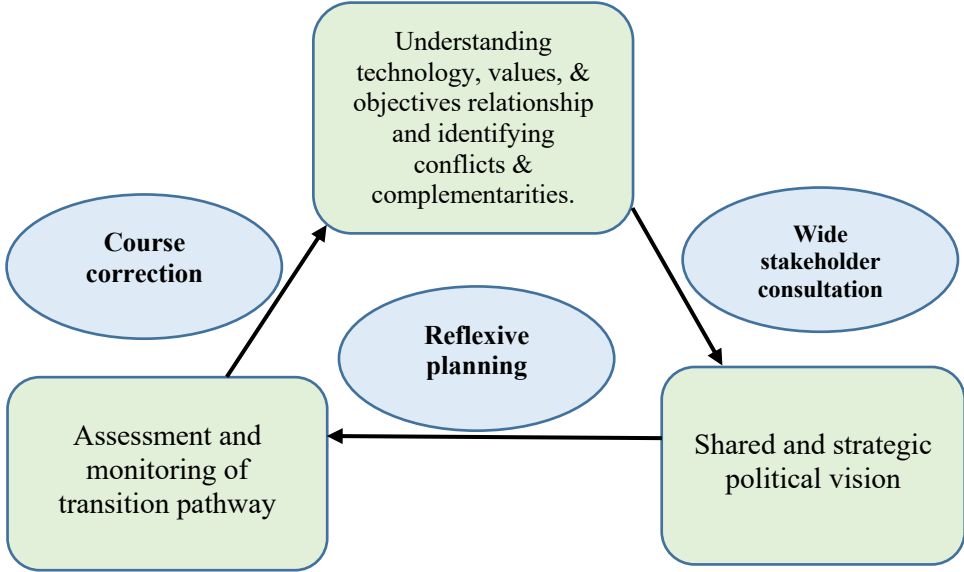 Understanding
technology, values, &
objectives relationship
and identifying
conflicts &
complementarities.
Course
correction
Wide
stakeholder
consultation
Reflexive
planning
Assessment and
monitoring of
transition pathway
Shared and strategic
political vision